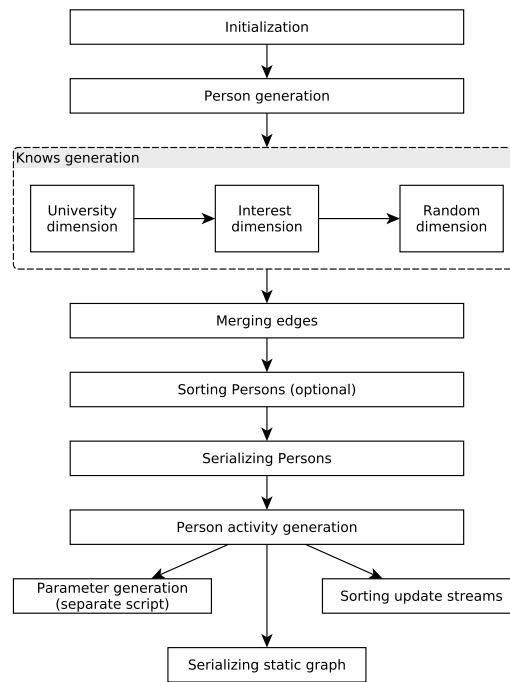 Initialization
Person generation
Knows generation
University
dimension
Interest
dimension
Random
dimension
Merging edges
Sorting Persons (optional)
Serializing Persons
Person activity generation
Parameter generation
(separate script)
Sorting update streams
Serializing static graph